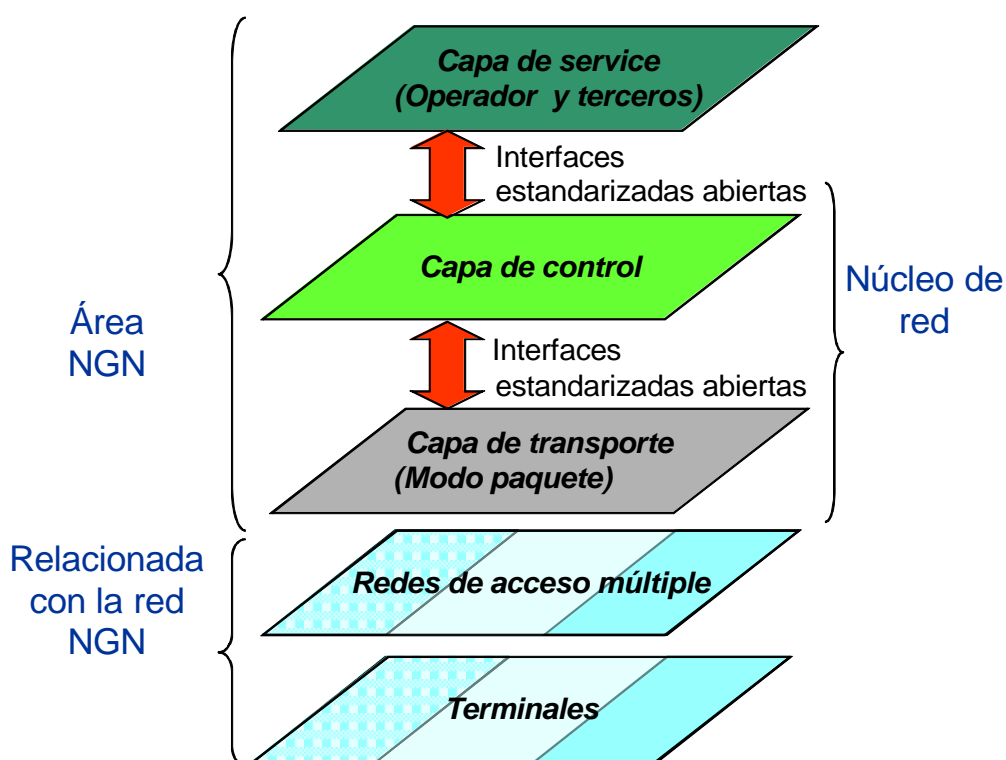 Capa de service
(Operador y terceros)
Interfaces
estandarizadas abiertas
Capa de control
Núcleo de
red
Área
NGN
Interfaces
estandarizadas abiertas
Capa de transporte
(Modo paquete)
Relacionada
con la red
NGN
Redes de acceso múltiple
Terminales